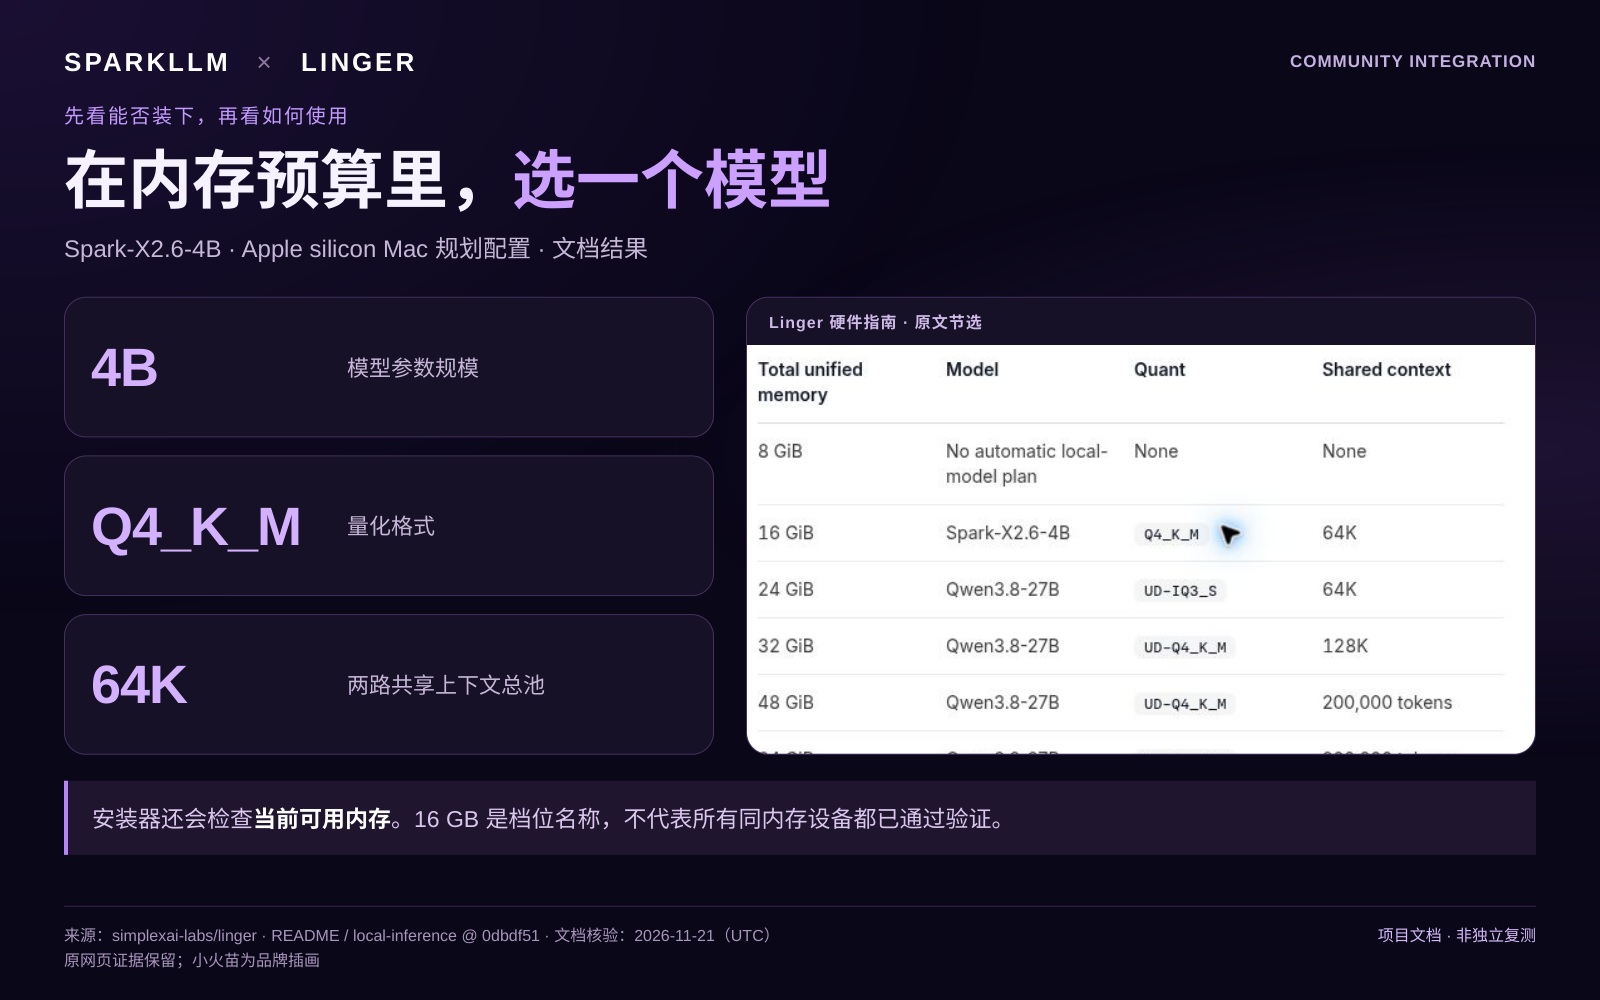 SPARKLLM × LINGER
COMMUNITY INTEGRATION
先看能否装下，再看如何使用
在内存预算里，选一个模型
Spark-X2.6-4B · Apple silicon Mac 规划配置 · 文档结果
4B 模型参数规模
Q4_K_M 量化格式
64K 两路共享上下文总池
Linger 硬件指南 · 原文节选
Total unified memory Model Quant Shared context
8 GiB No automatic local-model plan None None
16 GiB Spark-X2.6-4B Q4_K_M 64K
24 GiB Qwen3.8-27B UD-IQ3_S 64K
32 GiB Qwen3.8-27B UD-Q4_K_M 128K
48 GiB Qwen3.8-27B UD-Q4_K_M 200,000 tokens
安装器还会检查当前可用内存。16 GB 是档位名称，不代表所有同内存设备都已通过验证。
来源：simplexai-labs/linger · README / local-inference @ 0dbdf51 · 文档核验：2026-11-21（UTC）
项目文档 · 非独立复测
原网页证据保留；小火苗为品牌插画